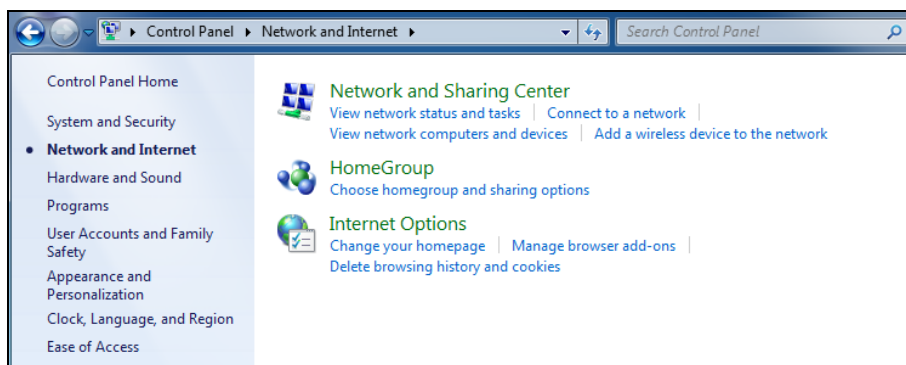 Control Panel Network and Internet Search Control Panel
Control Panel Home
System and Security
Network and Internet
Hardware and Sound
Programs
User Accounts and Family
Safety
Appearance and
Personalization
Clock, Language, and Region
Ease of Access
Network and Sharing Center
View network status and tasks Connect to a network
View network computers and devices Add a wireless device to the network
HomeGroup
Choose homegroup and sharing options
Internet Options
Change your homepage Manage browser add-ons
Delete browsing history and cookies